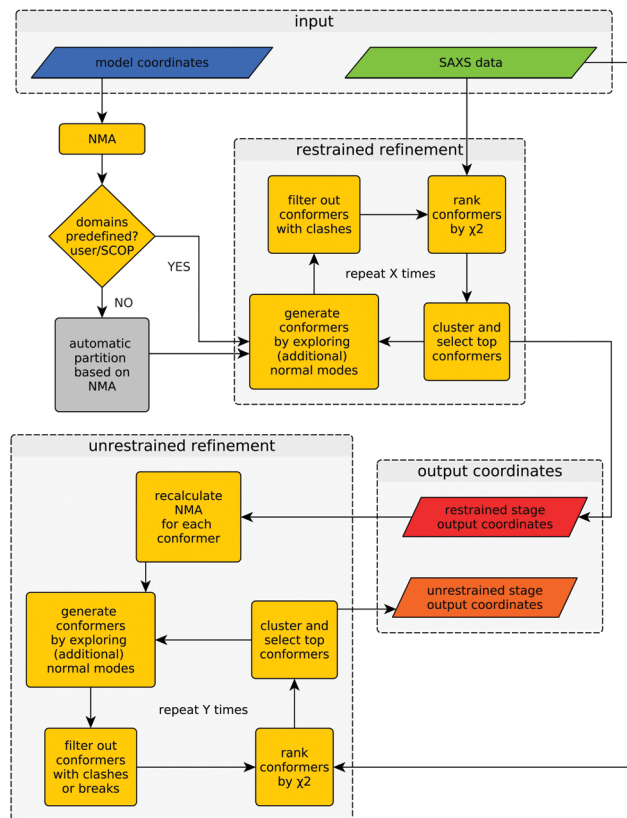 input
model coordinates
SAXS data
NMA
domains
predefined?
user/SCOP
YES
NO
automatic
partition
based on
NMA
restrained refinement
filter out
conformers
with clashes
rank
conformers
by χ2
repeat X times
generate
conformers
by exploring
(additional)
normal modes
cluster and
select top
conformers
unrestrained refinement
recalculate
NMA
for each
conformer
generate
conformers
by exploring
(additional)
normal modes
cluster and
select top
conformers
repeat Y times
filter out
conformers
with clashes
or breaks
rank
conformers
by χ2
output coordinates
restrained stage
output coordinates
unrestrained stage
output coordinates